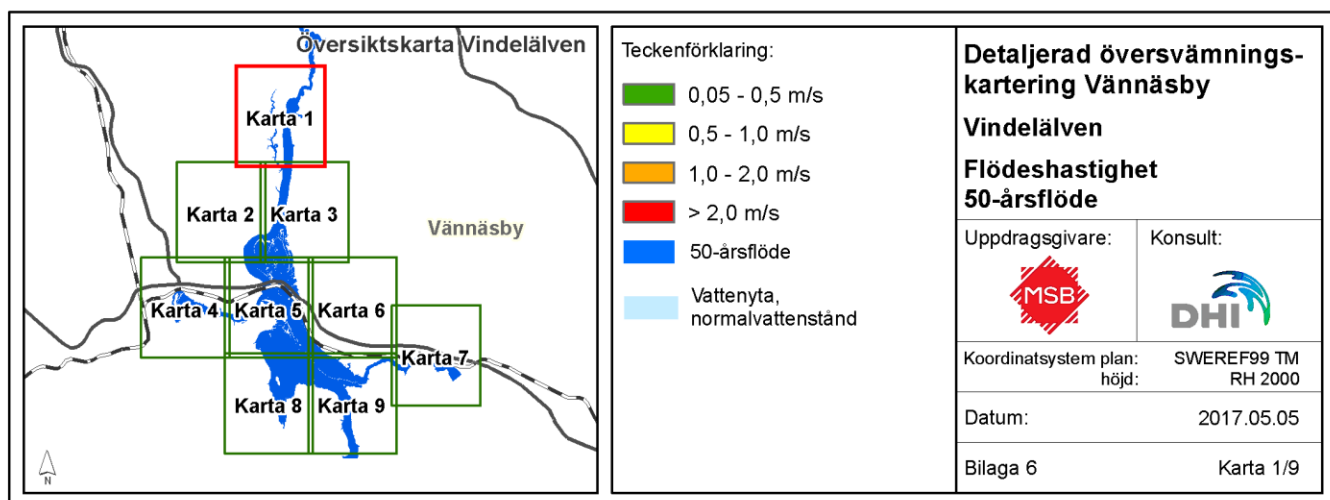 Översiktskarta Vindelälven
Karta 1
Karta 2
Karta 3
Vännäsby
Karta 4
Karta 5
Karta 6
Karta 7
Karta 8
Karta 9
N
Teckenförklaring:
0,05 - 0,5 m/s
0,5 - 1,0 m/s
1,0 - 2,0 m/s
> 2,0 m/s
50-årsflöde
Vattenyta,
normalvattenstånd
Detaljerad översvämnings-
kartering Vännäsby
Vindelälven
Flödeshastighet
50-årsflöde
Uppdragsgivare:
MSB
Konsult:
DHI
Koordinatsystem plan: SWEREF99 TM
höjd: RH 2000
Datum: 2017.05.05
Bilaga 6 Karta 1/9